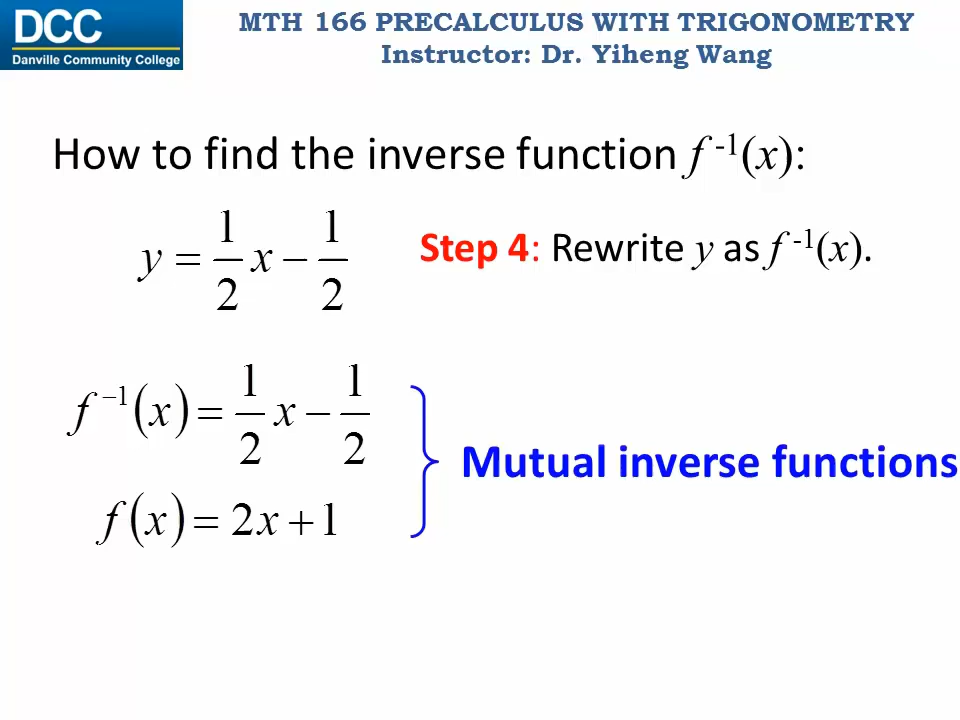 DCC
Danville Community College
MTH 166 PRECALCULUS WITH TRIGONOMETRY
Instructor: Dr. Yiheng Wang
How to find the inverse function f⁻¹(x):
y = 1/2 x − 1/2
Step 4: Rewrite y as f⁻¹(x).
f⁻¹(x) = 1/2 x − 1/2
Mutual inverse functions
f(x) = 2x + 1